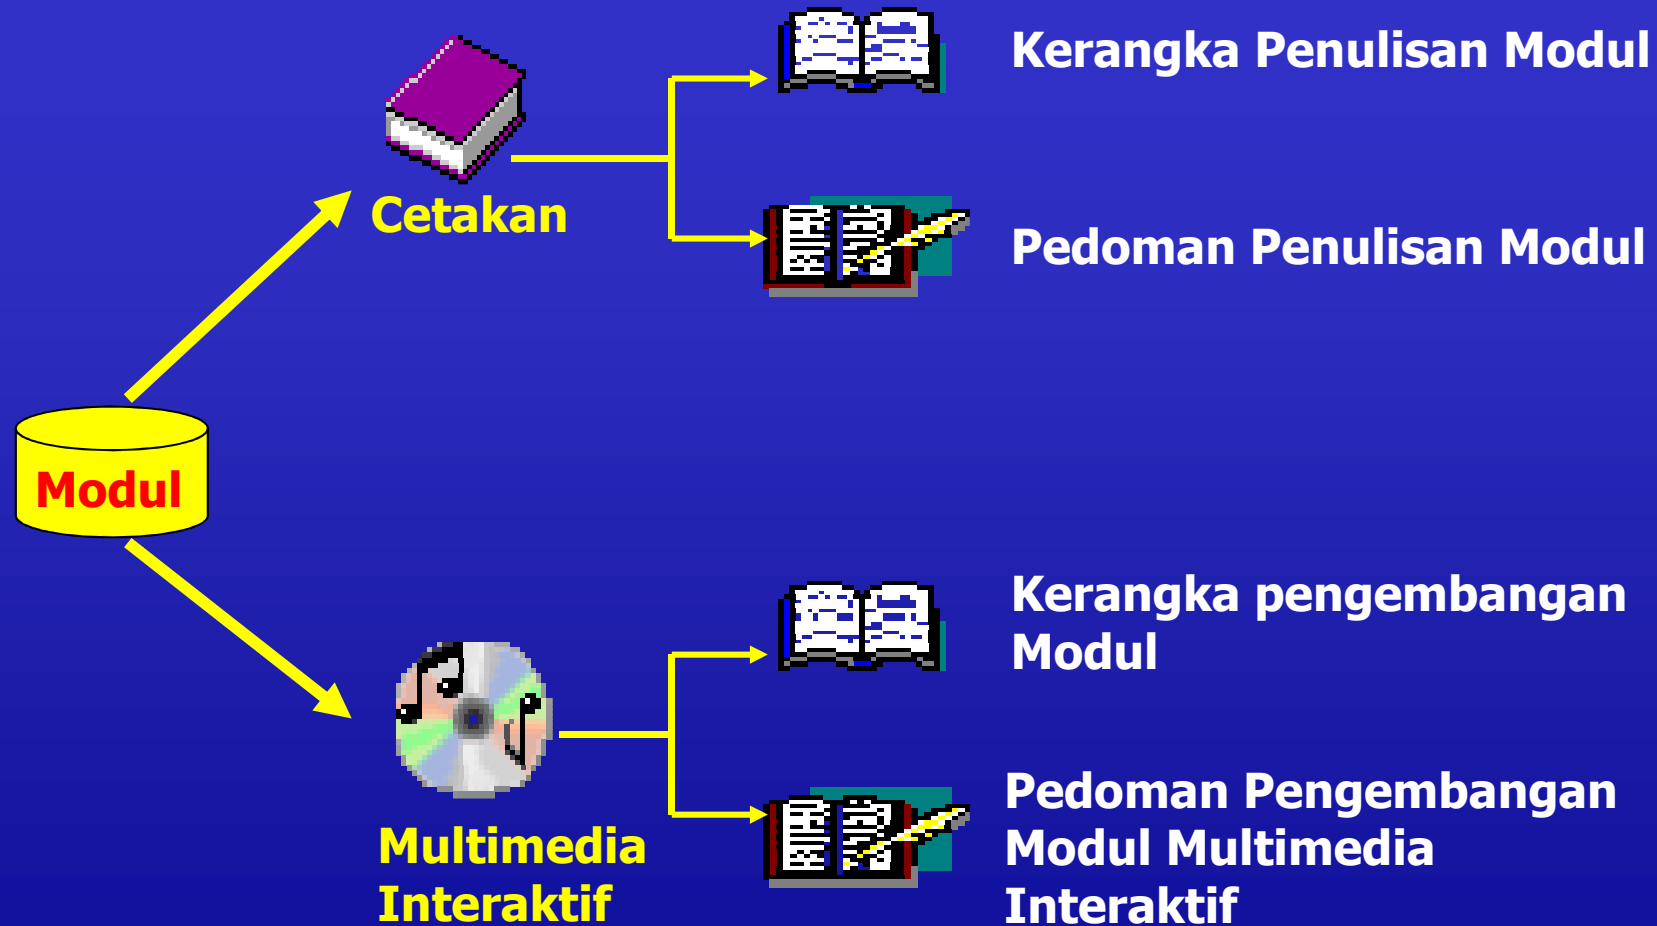 Kerangka Penulisan Modul
Cetakan
Pedoman Penulisan Modul
Modul
Kerangka pengembangan
Modul
Multimedia
Interaktif
Pedoman Pengembangan
Modul Multimedia
Interaktif